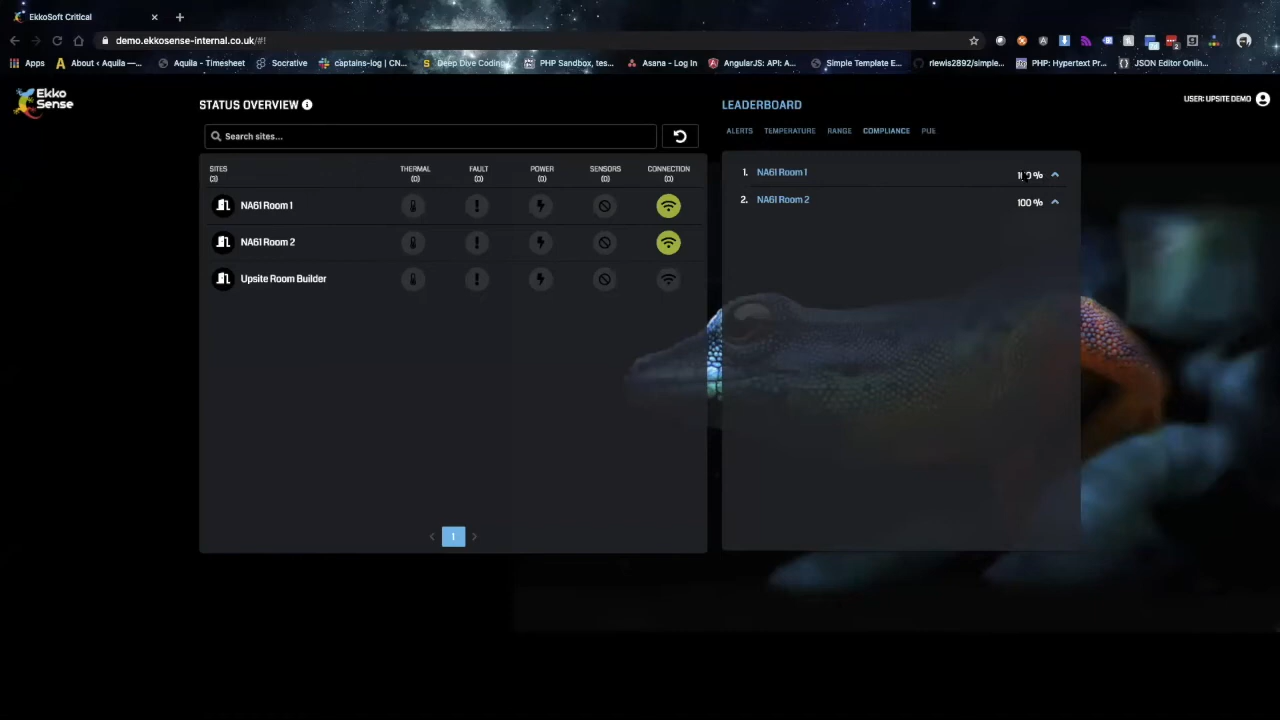 EkkoSoft Critical
demo.ekkosense-internal.co.uk/#!
Apps
About ‹ Aquila —...
Aquila - Timesheet
Socrative
captains-log | CN...
Deep Dive Coding
PHP Sandbox, tes...
Asana - Log In
AngularJS: API: A...
Simple Template E...
rlewis2892/simple...
PHP: Hypertext Pr...
JSON Editor Onlin...
Ekko
Sense
STATUS OVERVIEW
LEADERBOARD
USER: UPSITE DEMO
Search sites...
ALERTS TEMPERATURE RANGE COMPLIANCE PUE
SITES THERMAL FAULT POWER SENSORS CONNECTION
(3) (0) (0) (0) (0) (0)
NA61 Room 1
NA61 Room 2
Upsite Room Builder
1. NA61 Room 1 100 %
2. NA61 Room 2 100 %
1